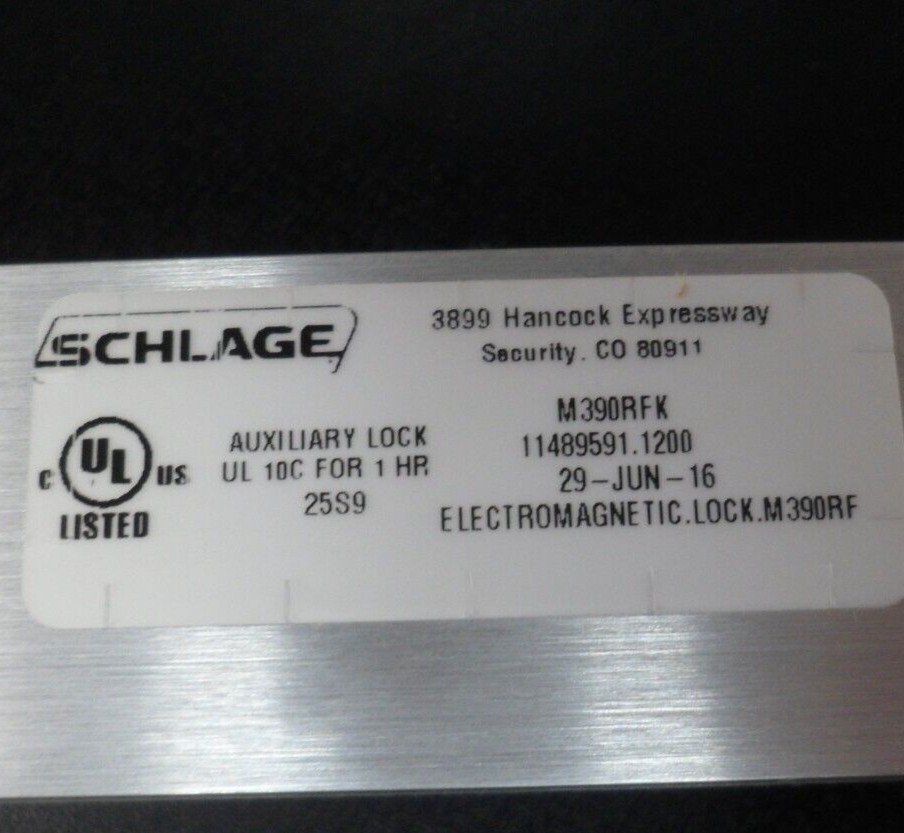 SCHLAGE
3899 Hancock Expressway
Security. CO 80911
M390RFK
11489591.1200
29-JUN-16
ELECTROMAGNETIC.LOCK.M390RF
C UL US
LISTED
AUXILIARY LOCK
UL 10C FOR 1 HR
25S9